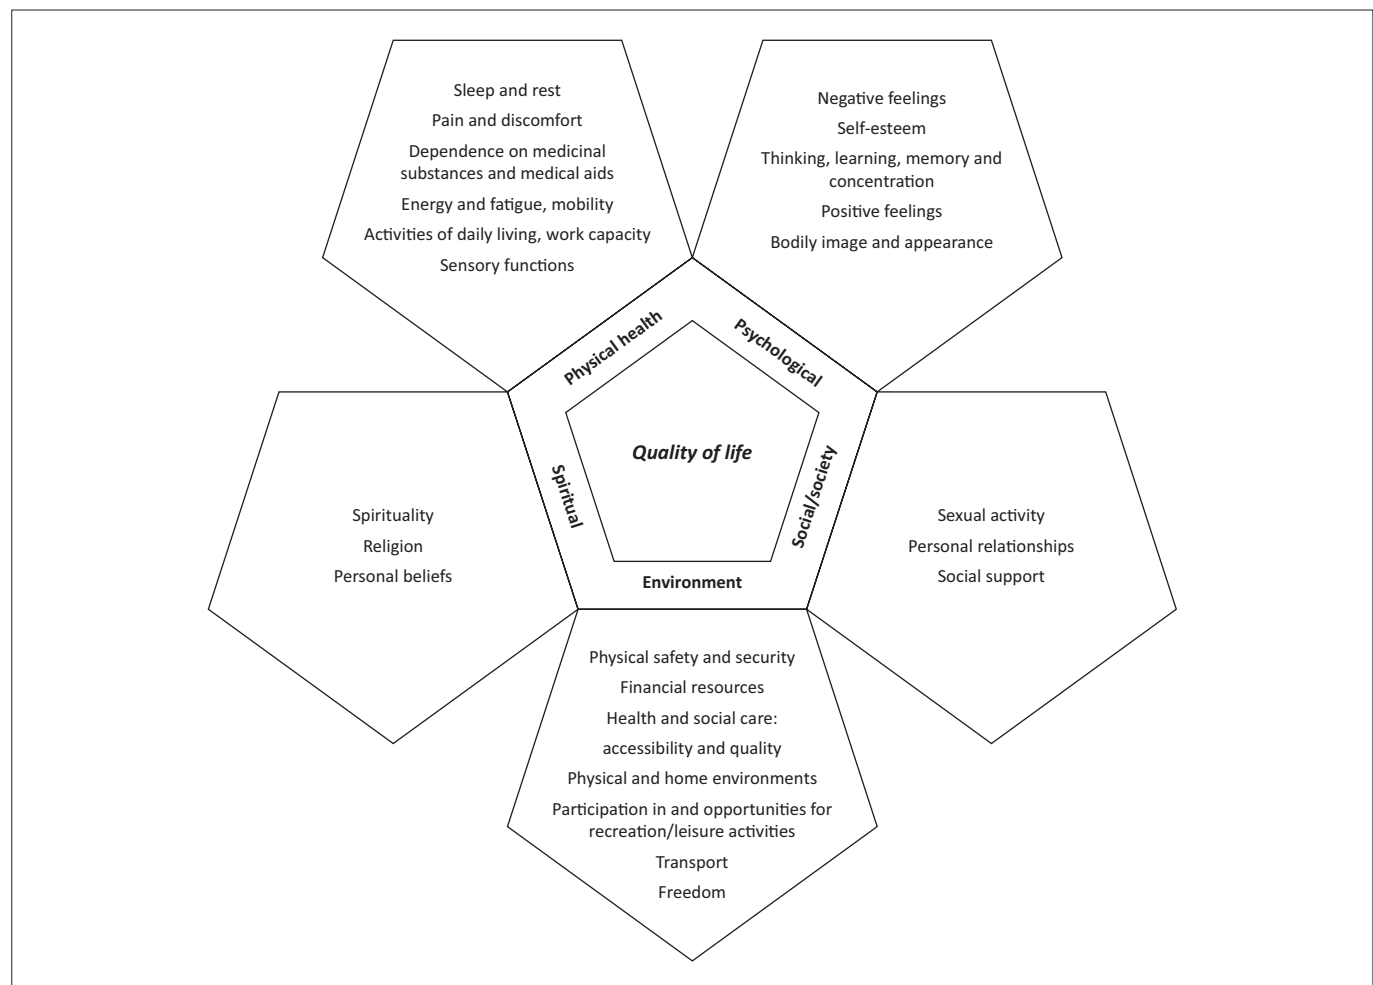 Sleep and rest
Pain and discomfort
Dependence on medicinal
substances and medical aids
Energy and fatigue, mobility
Activities of daily living, work capacity
Sensory functions
Negative feelings
Self-esteem
Thinking, learning, memory and
concentration
Positive feelings
Bodily image and appearance
Physical health
Psychological
Quality of life
Spiritual
Social/society
Environment
Spirituality
Religion
Personal beliefs
Sexual activity
Personal relationships
Social support
Physical safety and security
Financial resources
Health and social care:
accessibility and quality
Physical and home environments
Participation in and opportunities for
recreation/leisure activities
Transport
Freedom